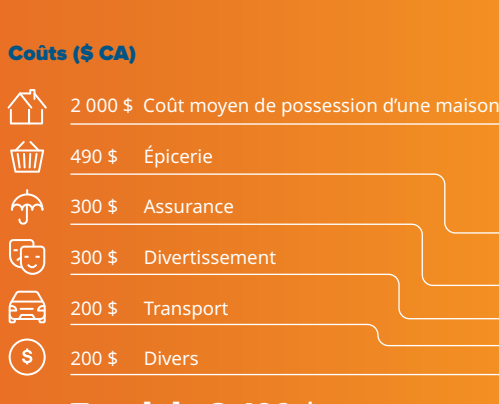 Coûts ($ CA)
2 000 $ Coût moyen de possession d'une maison
490 $ Épicerie
300 $ Assurance
300 $ Divertissement
200 $ Transport
$
200 $ Divers